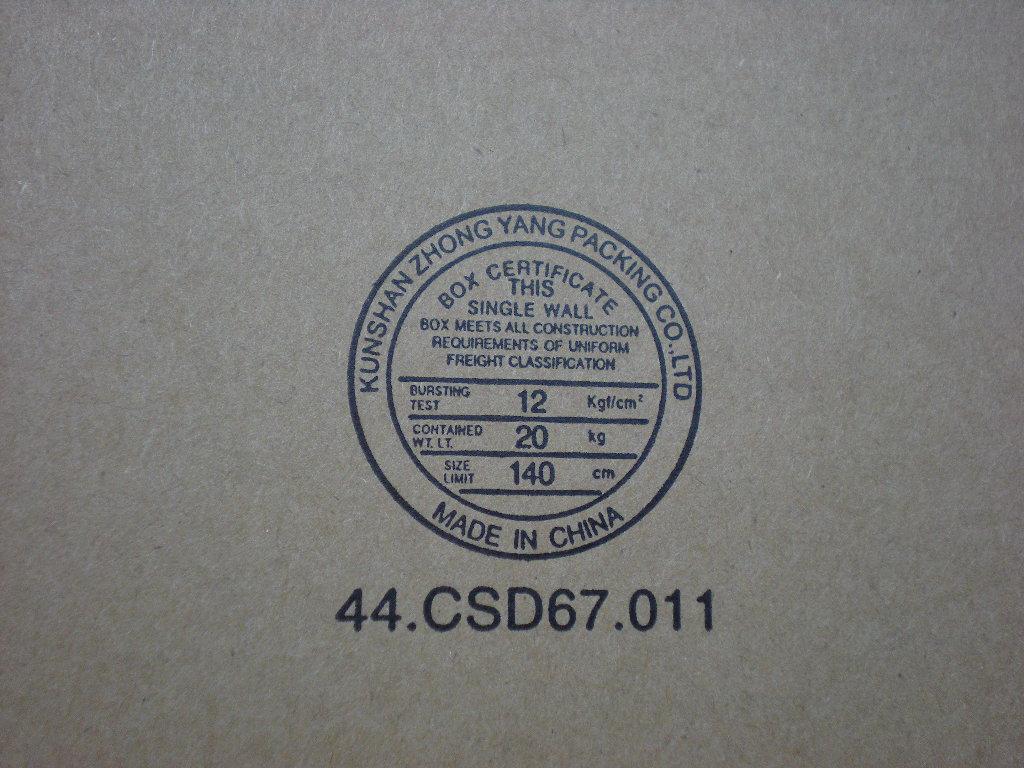 KUNSHAN ZHONG YANG PACKING CO.,LTD
BOX CERTIFICATE
THIS
SINGLE WALL
BOX MEETS ALL CONSTRUCTION
REQUIREMENTS OF UNIFORM
FREIGHT CLASSIFICATION
BURSTING TEST 12 Kgf/cm²
CONTAINED WT. LT. 20 kg
SIZE LIMIT 140 cm
MADE IN CHINA
44.CSD67.011